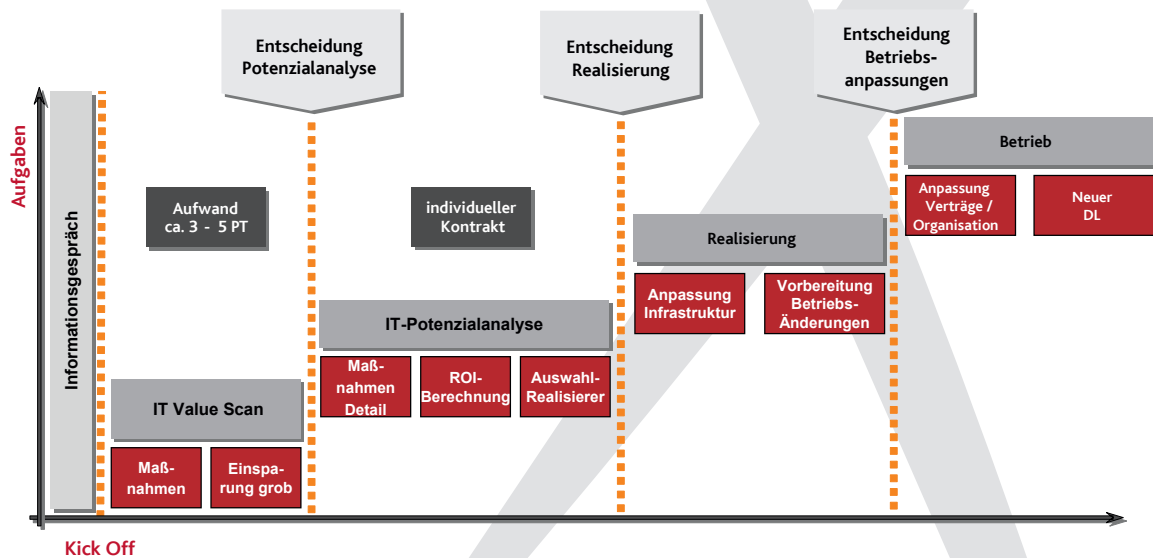 Entscheidung
Potenzialanalyse
Entscheidung
Realisierung
Entscheidung
Betriebs-
anpassungen
Aufgaben
Informationsgespräch
Aufwand
ca. 3 - 5 PT
individueller
Kontrakt
Betrieb
Anpassung
Verträge /
Organisation
Neuer
DL
Realisierung
Anpassung
Infrastruktur
Vorbereitung
Betriebs-
Änderungen
IT-Potenzialanalyse
Maß-
nahmen
Detail
ROI-
Berechnung
Auswahl-
Realisierer
IT Value Scan
Maß-
nahmen
Einspa-
rung grob
Kick Off